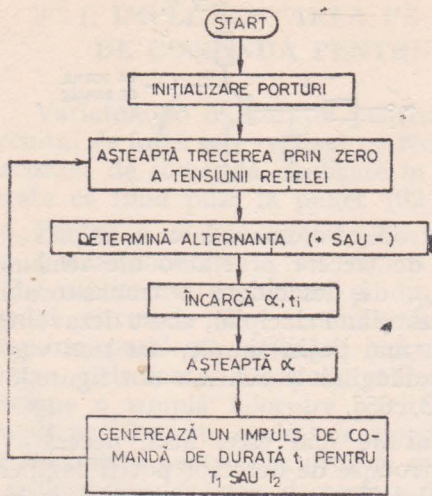 START
INIȚIALIZARE PORTURI
AȘTEAPTĂ TRECEREA PRIN ZERO
A TENSIUNII REȚELEI
DETERMINĂ ALTERNANȚA (+ SAU -)
ÎNCARCĂ α, tᵢ
AȘTEAPTĂ α
GENEREAZĂ UN IMPULS DE CO-
MANDĂ DE DURATĂ tᵢ PENTRU
T₁ SAU T₂